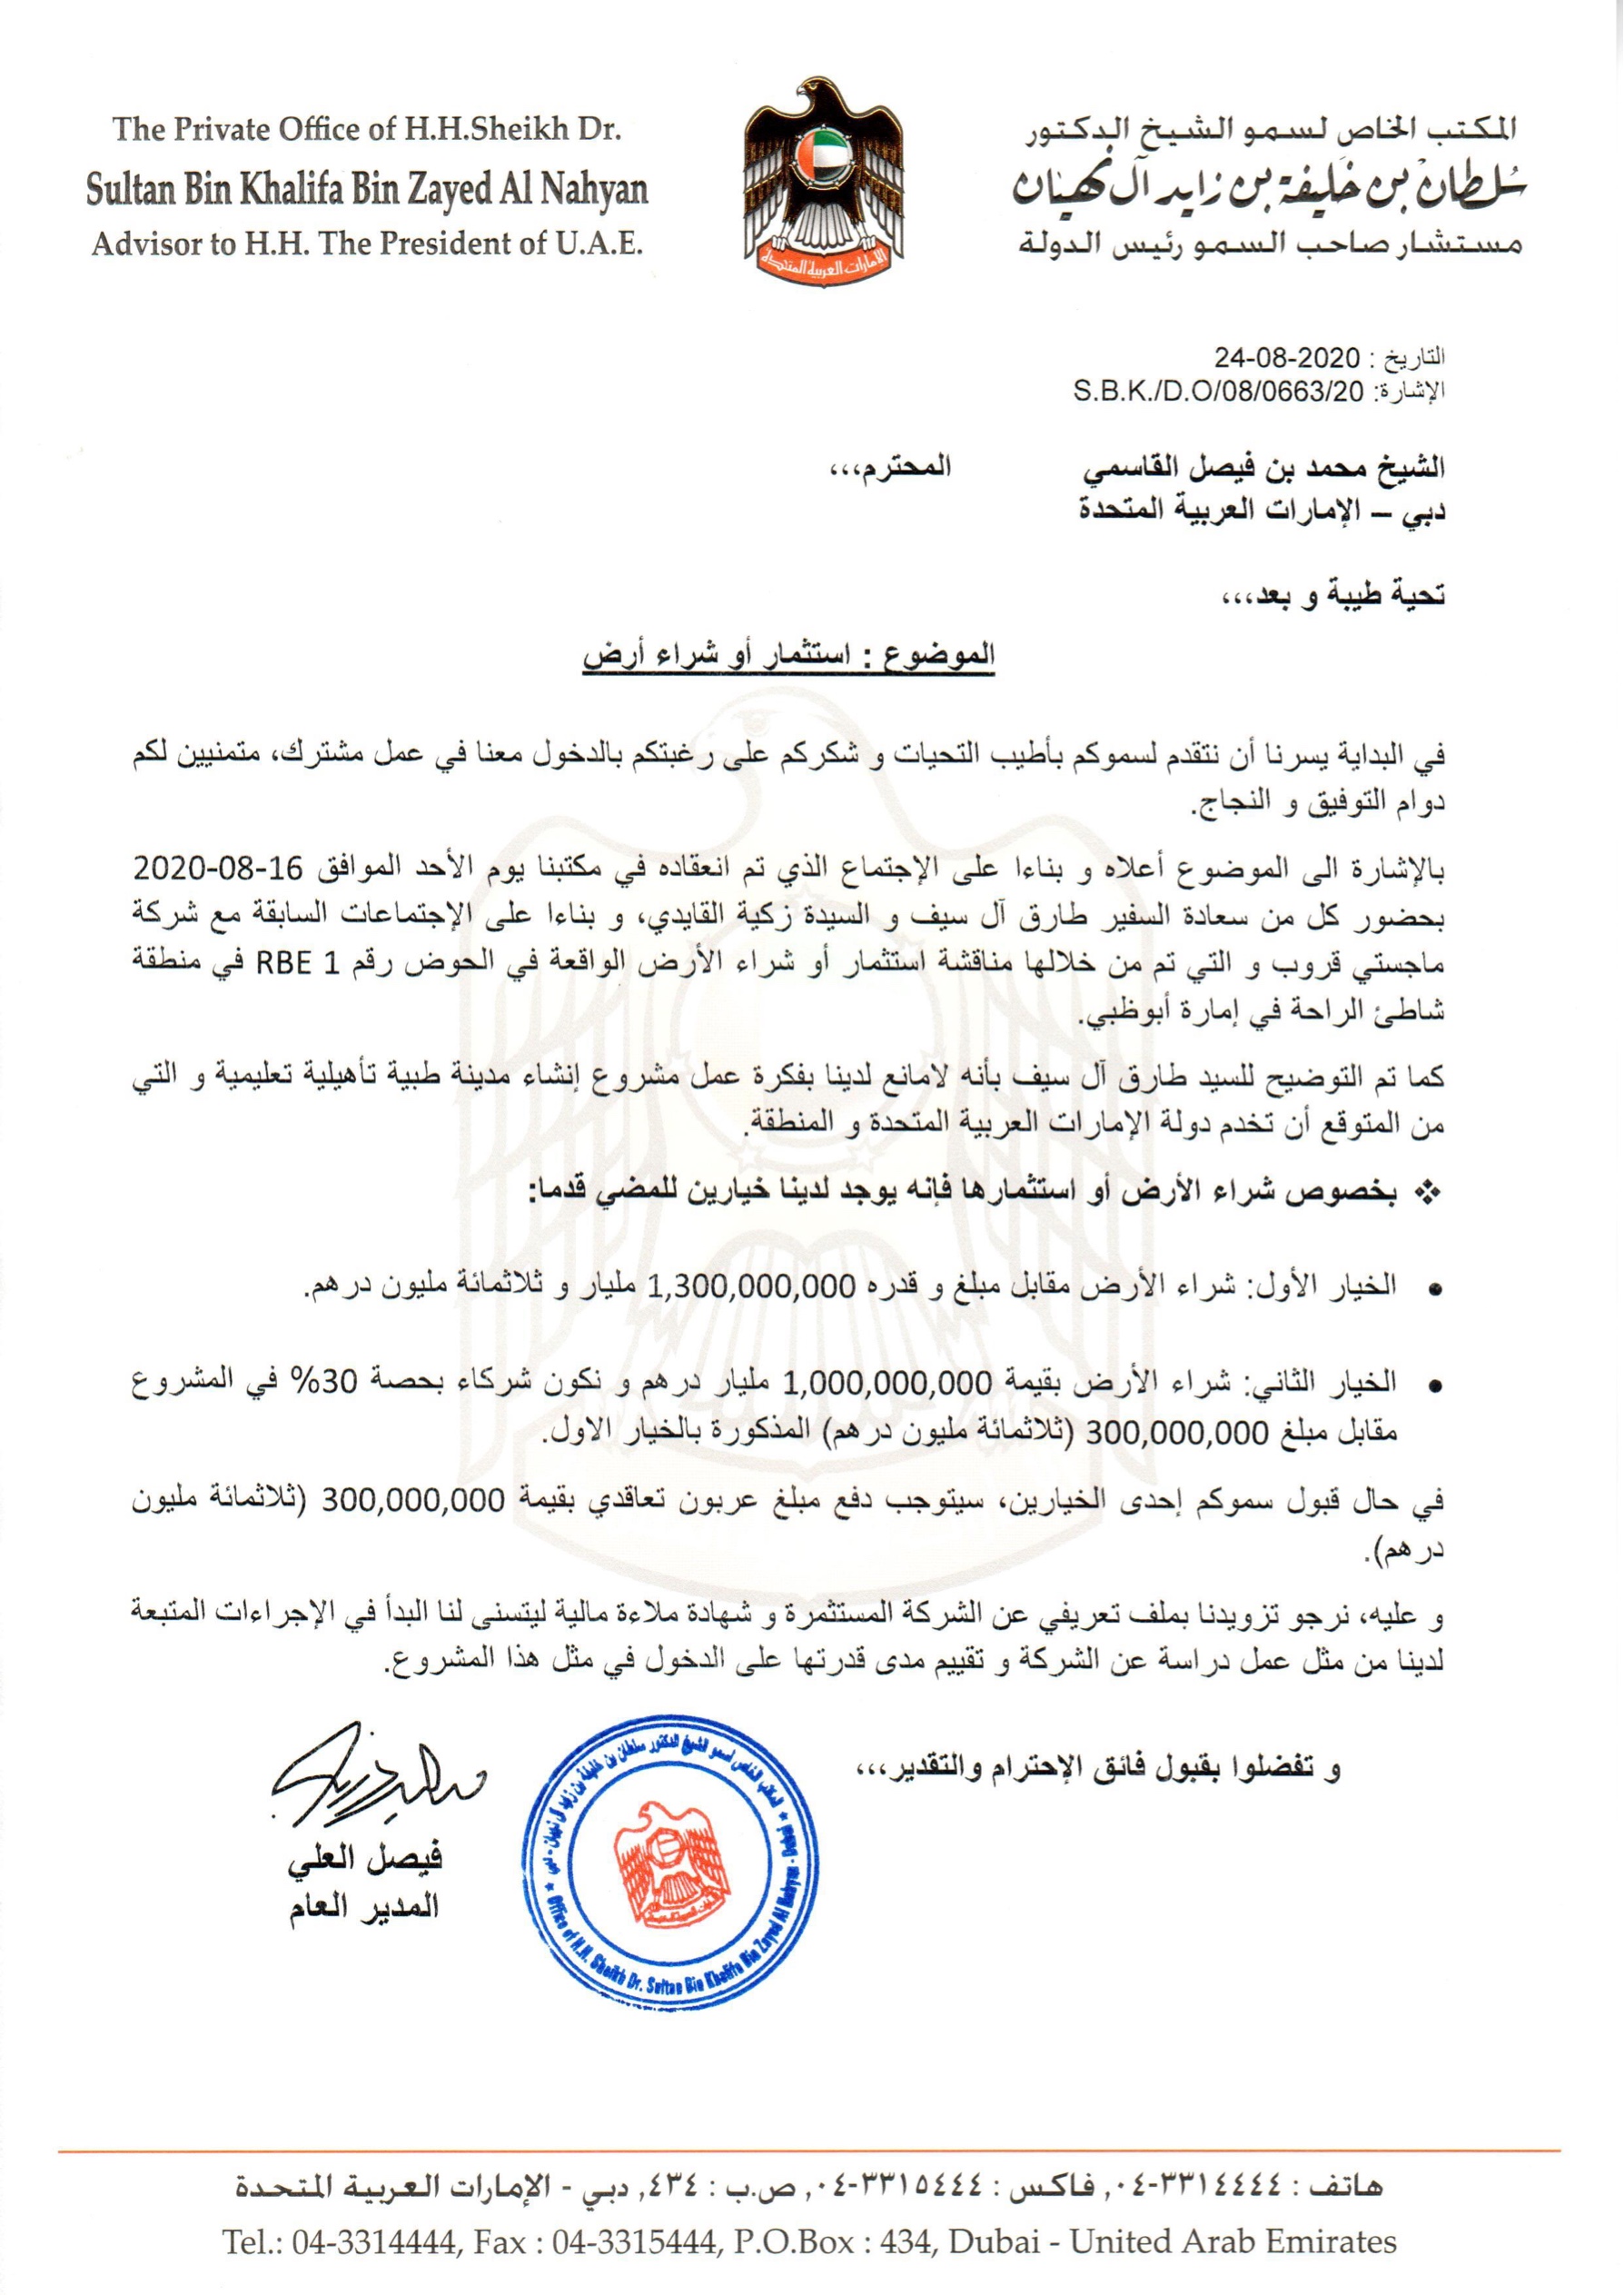 The Private Office of H.H.Sheikh Dr.
Sultan Bin Khalifa Bin Zayed Al Nahyan
Advisor to H.H. The President of U.A.E.
الإمارات العربية المتحدة
المكتب الخاص لسمو الشيخ الدكتور
سُلطان بن خليفة بن زايد آل نهيان
مستشار صاحب السمو رئيس الدولة
التاريخ : 24-08-2020
الإشارة: S.B.K./D.O/08/0663/20
الشيخ محمد بن فيصل القاسمي المحترم،،،
دبي – الإمارات العربية المتحدة
تحية طيبة و بعد،،،
الموضوع : استثمار أو شراء أرض
في البداية يسرنا أن نتقدم لسموكم بأطيب التحيات و شكركم على رغبتكم بالدخول معنا في عمل مشترك، متمنيين لكم
دوام التوفيق و النجاح.
بالإشارة الى الموضوع أعلاه و بناءا على الإجتماع الذي تم انعقاده في مكتبنا يوم الأحد الموافق 16-08-2020
بحضور كل من سعادة السفير طارق آل سيف و السيدة زكية القايدي، و بناءا على الإجتماعات السابقة مع شركة
ماجستي قروب و التي تم من خلالها مناقشة استثمار أو شراء الأرض الواقعة في الحوض رقم RBE 1 في منطقة
شاطئ الراحة في إمارة أبوظبي.
كما تم التوضيح للسيد طارق آل سيف بأنه لامانع لدينا بفكرة عمل مشروع إنشاء مدينة طبية تأهيلية تعليمية و التي
من المتوقع أن تخدم دولة الإمارات العربية المتحدة و المنطقة.
❖ بخصوص شراء الأرض أو استثمارها فإنه يوجد لدينا خيارين للمضي قدما:
• الخيار الأول: شراء الأرض مقابل مبلغ و قدره 1,300,000,000 مليار و ثلاثمائة مليون درهم.
• الخيار الثاني: شراء الأرض بقيمة 1,000,000,000 مليار درهم و نكون شركاء بحصة 30% في المشروع
مقابل مبلغ 300,000,000 (ثلاثمائة مليون درهم) المذكورة بالخيار الاول.
في حال قبول سموكم إحدى الخيارين، سيتوجب دفع مبلغ عربون تعاقدي بقيمة 300,000,000 (ثلاثمائة مليون
درهم).
و عليه، نرجو تزويدنا بملف تعريفي عن الشركة المستثمرة و شهادة ملاءة مالية ليتسنى لنا البدأ في الإجراءات المتبعة
لدينا من مثل عمل دراسة عن الشركة و تقييم مدى قدرتها على الدخول في مثل هذا المشروع.
و تفضلوا بقبول فائق الإحترام والتقدير،،،
المكتب الخاص لسمو الشيخ الدكتور سلطان بن خليفة بن زايد آل نهيان - دبي
Office of H.H. Sheikh Dr. Sultan Bin Khalifa Bin Zayed Al Nahyan - Dubai
فيصل العلي
المدير العام
هاتف : ٣٣١٤٤٤٤-٠٤, فاكس : ٣٣١٥٤٤٤-٠٤, ص.ب : ٤٣٤, دبي - الإمارات العربية المتحدة
Tel.: 04-3314444, Fax : 04-3315444, P.O.Box : 434, Dubai - United Arab Emirates